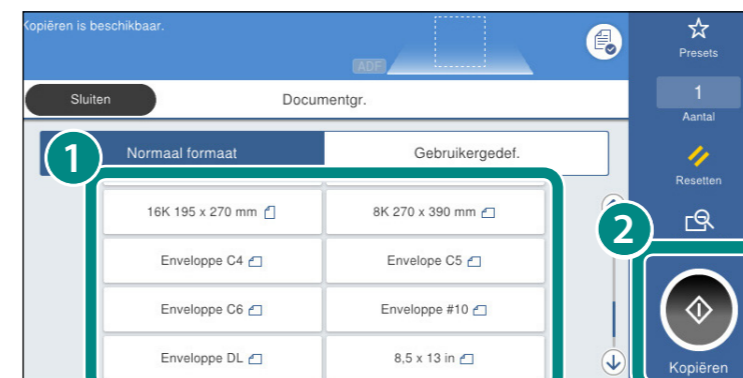 Kopiëren is beschikbaar.
ADF
Presets
Sluiten
Documentgr.
1
Aantal
1
Normaal formaat
Gebruikergedef.
Resetten
16K 195 x 270 mm
8K 270 x 390 mm
2
Enveloppe C4
Envelope C5
Enveloppe C6
Enveloppe #10
Enveloppe DL
8,5 x 13 in
Kopiëren